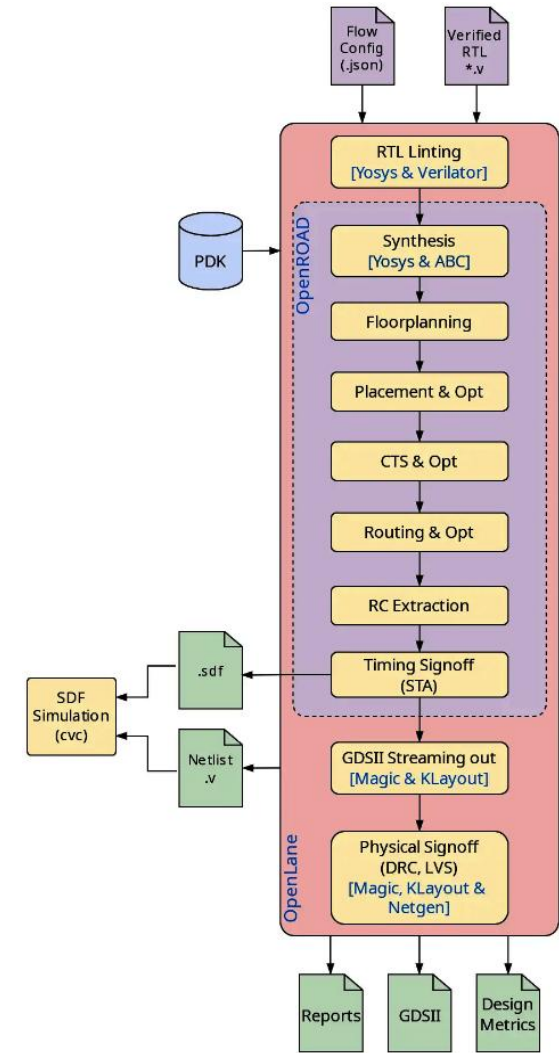 Flow
Config
(.json)
Verified
RTL
*.v
RTL Linting
[Yosys & Verilator]
OpenROAD
Synthesis
[Yosys & ABC]
PDK
Floorplanning
Placement & Opt
CTS & Opt
Routing & Opt
RC Extraction
Timing Signoff
(STA)
.sdf
SDF
Simulation
(cvc)
Netlist
.v
GDSII Streaming out
[Magic & KLayout]
Physical Signoff
(DRC, LVS)
[Magic, KLayout &
Netgen]
OpenLane
Reports
GDSII
Design
Metrics